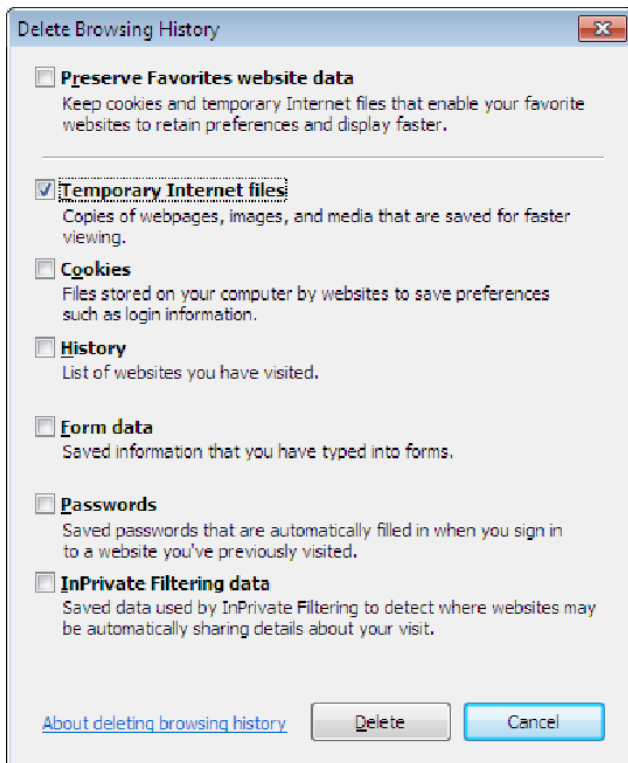 Delete Browsing History
Preserve Favorites website data
Keep cookies and temporary Internet files that enable your favorite
websites to retain preferences and display faster.
Temporary Internet files
Copies of webpages, images, and media that are saved for faster
viewing.
Cookies
Files stored on your computer by websites to save preferences
such as login information.
History
List of websites you have visited.
Form data
Saved information that you have typed into forms.
Passwords
Saved passwords that are automatically filled in when you sign in
to a website you've previously visited.
InPrivate Filtering data
Saved data used by InPrivate Filtering to detect where websites may
be automatically sharing details about your visit.
About deleting browsing history
Delete
Cancel